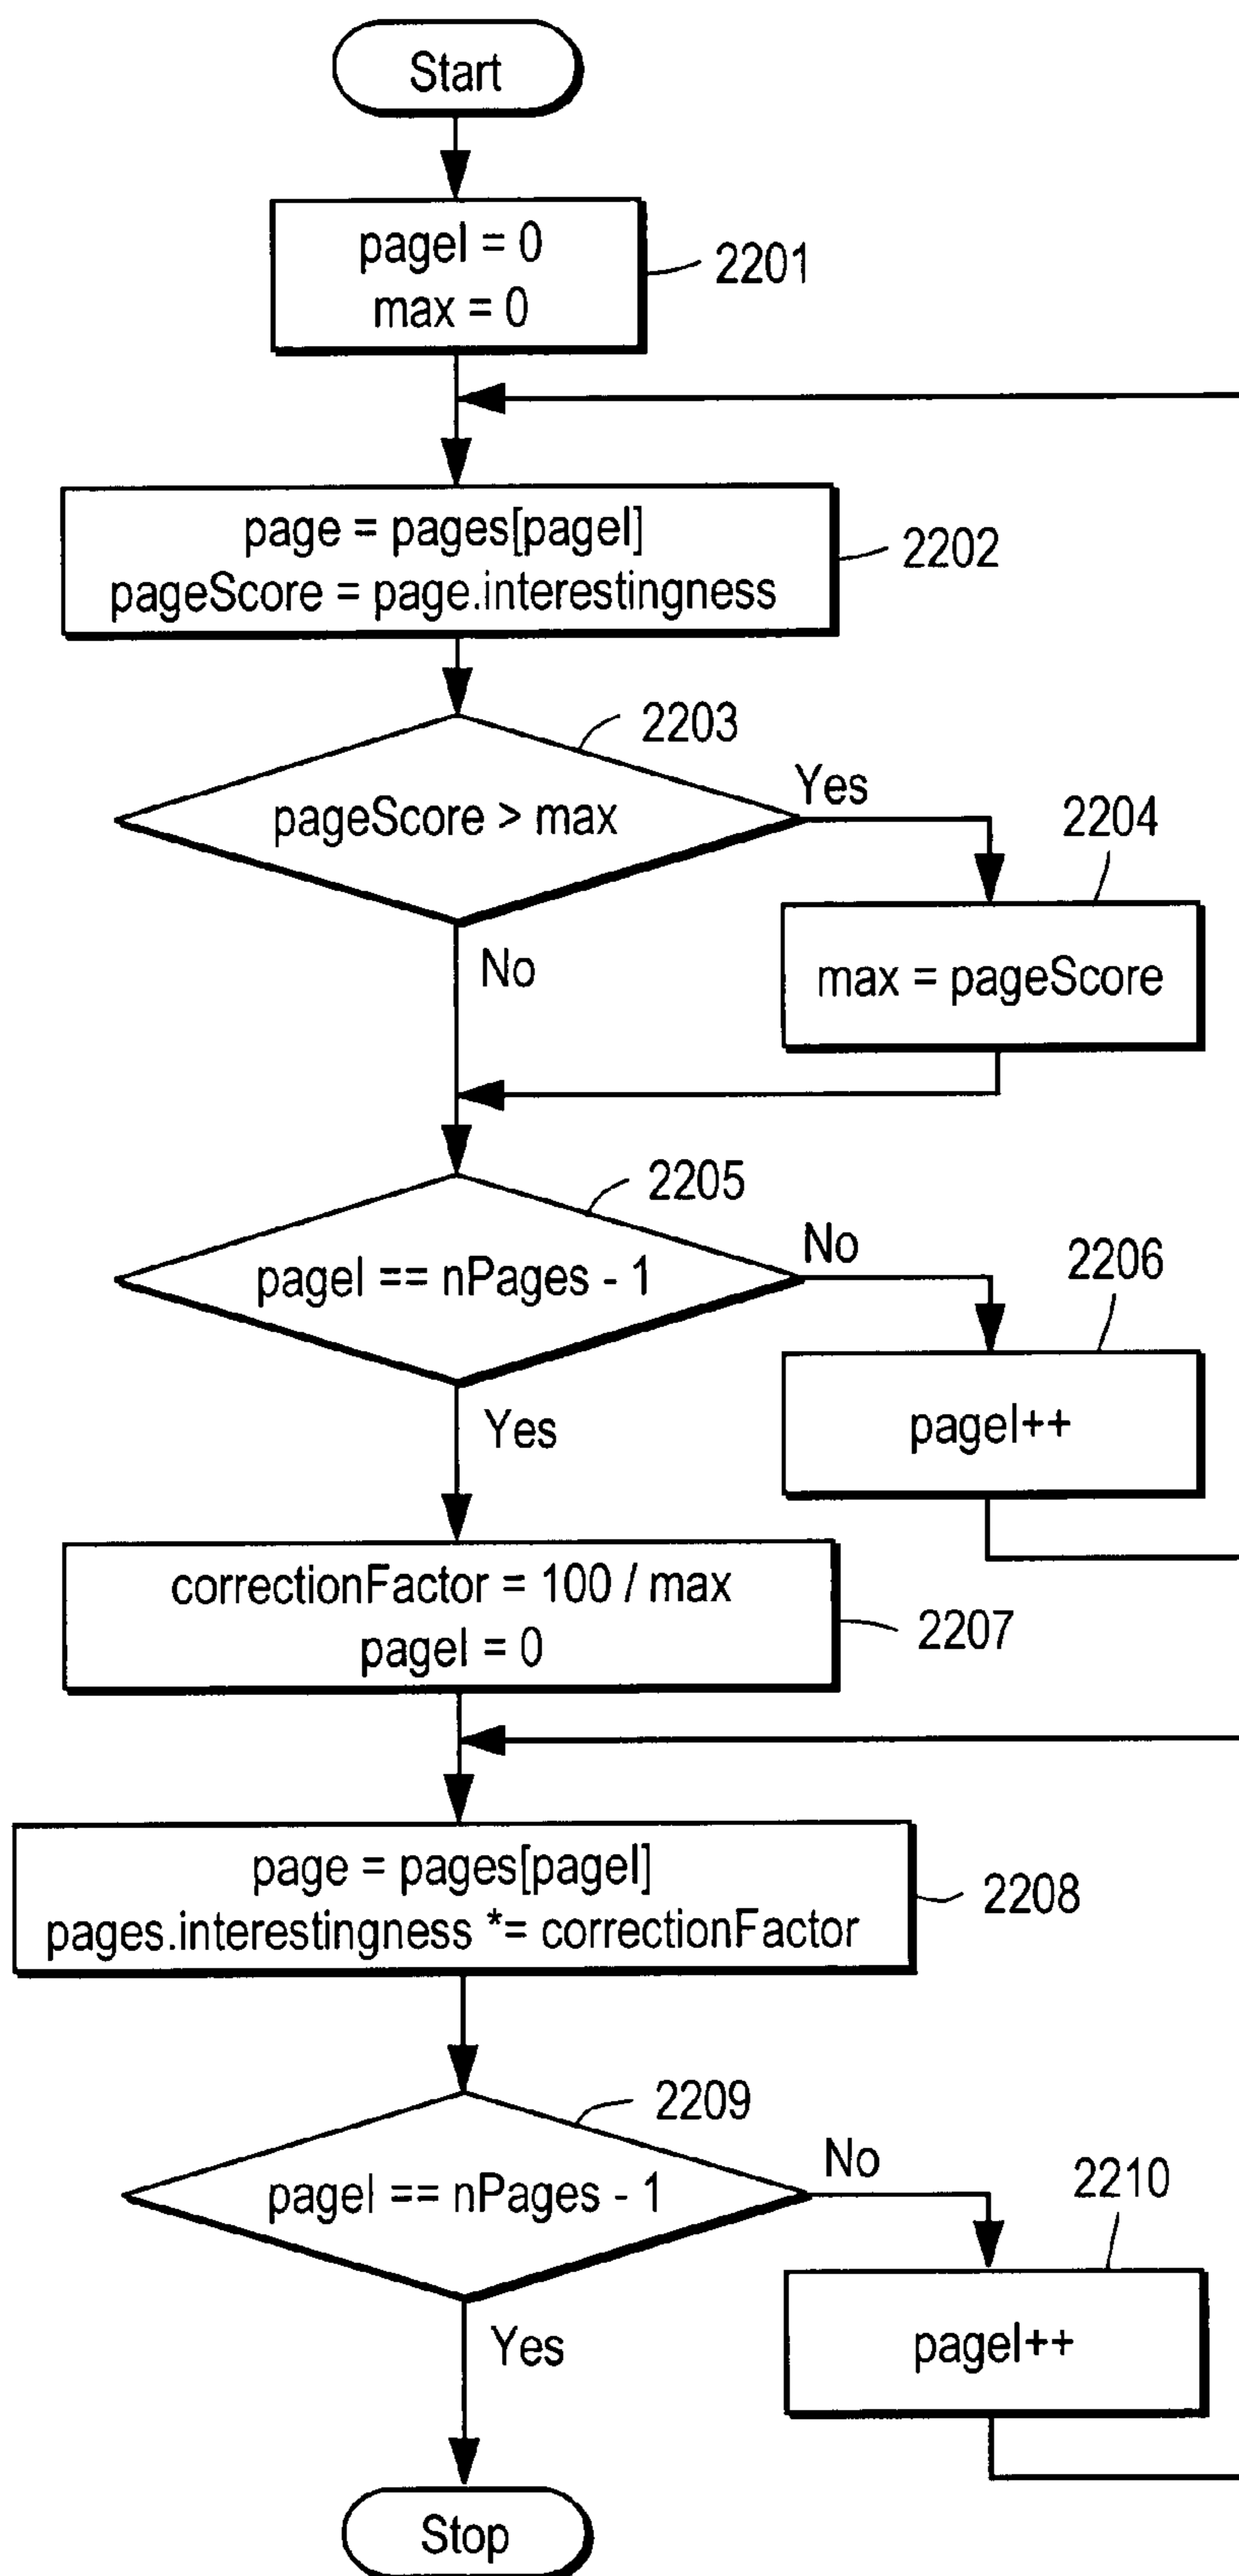 Start
pageI = 0
max = 0
2201
page = pages[pageI]
pageScore = page.interestingness
2202
2203
pageScore > max
Yes
2204
No
max = pageScore
2205
pageI == nPages - 1
No
2206
Yes
pageI++
correctionFactor = 100 / max
pageI = 0
2207
page = pages[pageI]
pages.interestingness *= correctionFactor
2208
2209
pageI == nPages - 1
No
2210
Yes
pageI++
Stop